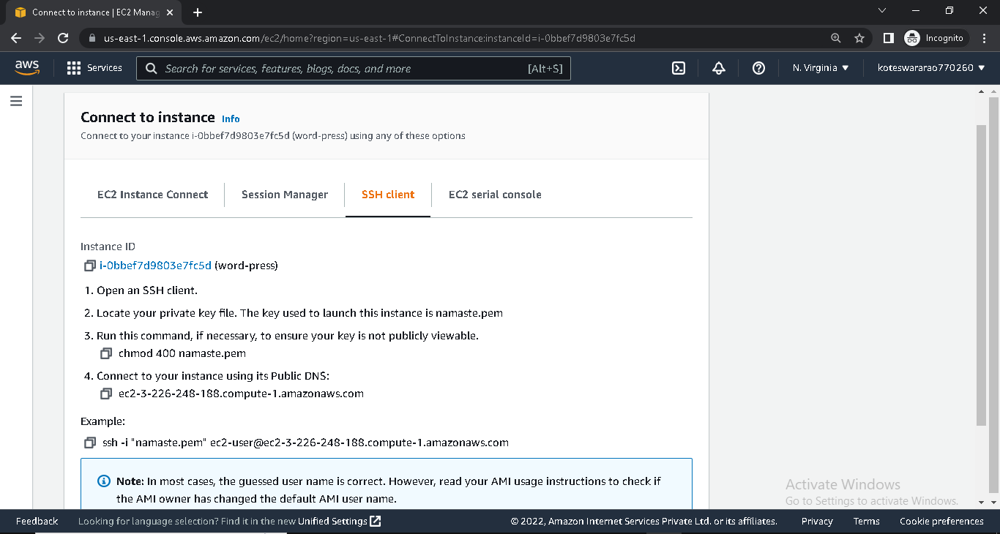 Connect to instance | EC2 Manag
us-east-1.console.aws.amazon.com/ec2/home?region=us-east-1#ConnectToInstance:instanceId=i-0bbef7d9803e7fc5d
Incognito
aws
Services
Search for services, features, blogs, docs, and more
[Alt+S]
N. Virginia
koteswararao770260
Connect to instance Info
Connect to your instance i-0bbef7d9803e7fc5d (word-press) using any of these options
EC2 Instance Connect
Session Manager
SSH client
EC2 serial console
Instance ID
i-0bbef7d9803e7fc5d (word-press)
1. Open an SSH client.
2. Locate your private key file. The key used to launch this instance is namaste.pem
3. Run this command, if necessary, to ensure your key is not publicly viewable.
chmod 400 namaste.pem
4. Connect to your instance using its Public DNS:
ec2-3-226-248-188.compute-1.amazonaws.com
Example:
ssh -i "namaste.pem" ec2-user@ec2-3-226-248-188.compute-1.amazonaws.com
Note: In most cases, the guessed user name is correct. However, read your AMI usage instructions to check if
the AMI owner has changed the default AMI user name.
Activate Windows
Go to Settings to activate Windows.
Feedback
Looking for language selection? Find it in the new Unified Settings
© 2022, Amazon Internet Services Private Ltd. or its affiliates.
Privacy
Terms
Cookie preferences